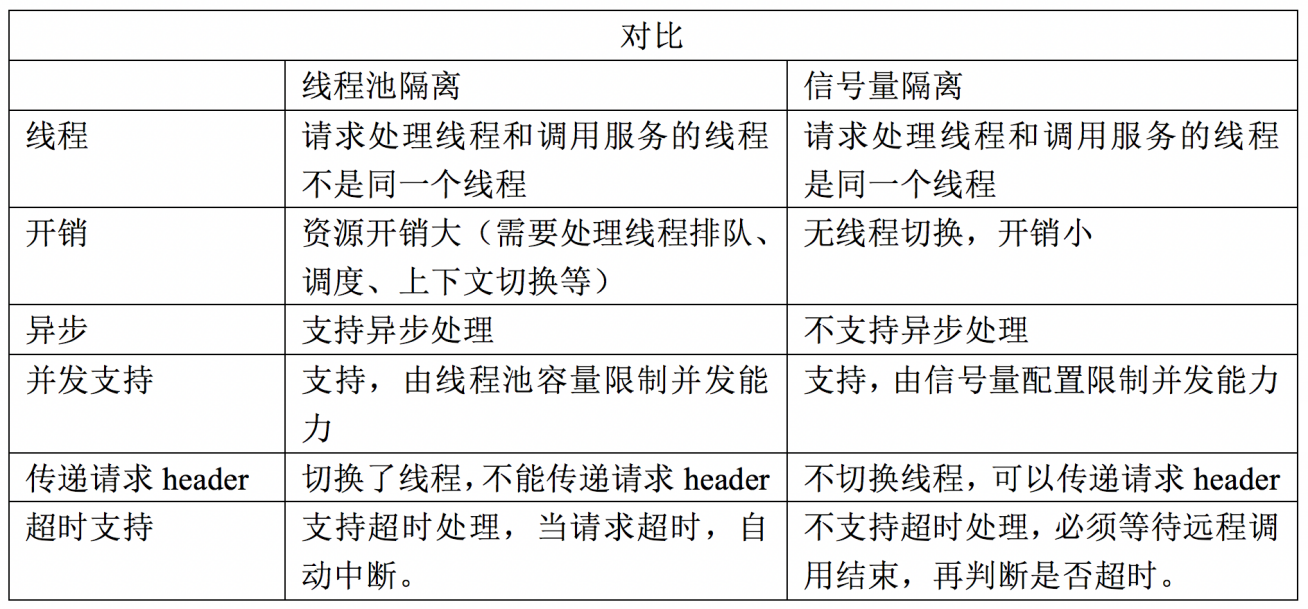 对比
线程池隔离 信号量隔离
线程 请求处理线程和调用服务的线程 请求处理线程和调用服务的线程
不是同一个线程 是同一个线程
开销 资源开销大（需要处理线程排队、 无线程切换，开销小
调度、上下文切换等）
异步 支持异步处理 不支持异步处理
并发支持 支持，由线程池容量限制并发能 支持，由信号量配置限制并发能力
力
传递请求 header 切换了线程，不能传递请求 header 不切换线程，可以传递请求 header
超时支持 支持超时处理，当请求超时，自 不支持超时处理，必须等待远程调
动中断。 用结束，再判断是否超时。